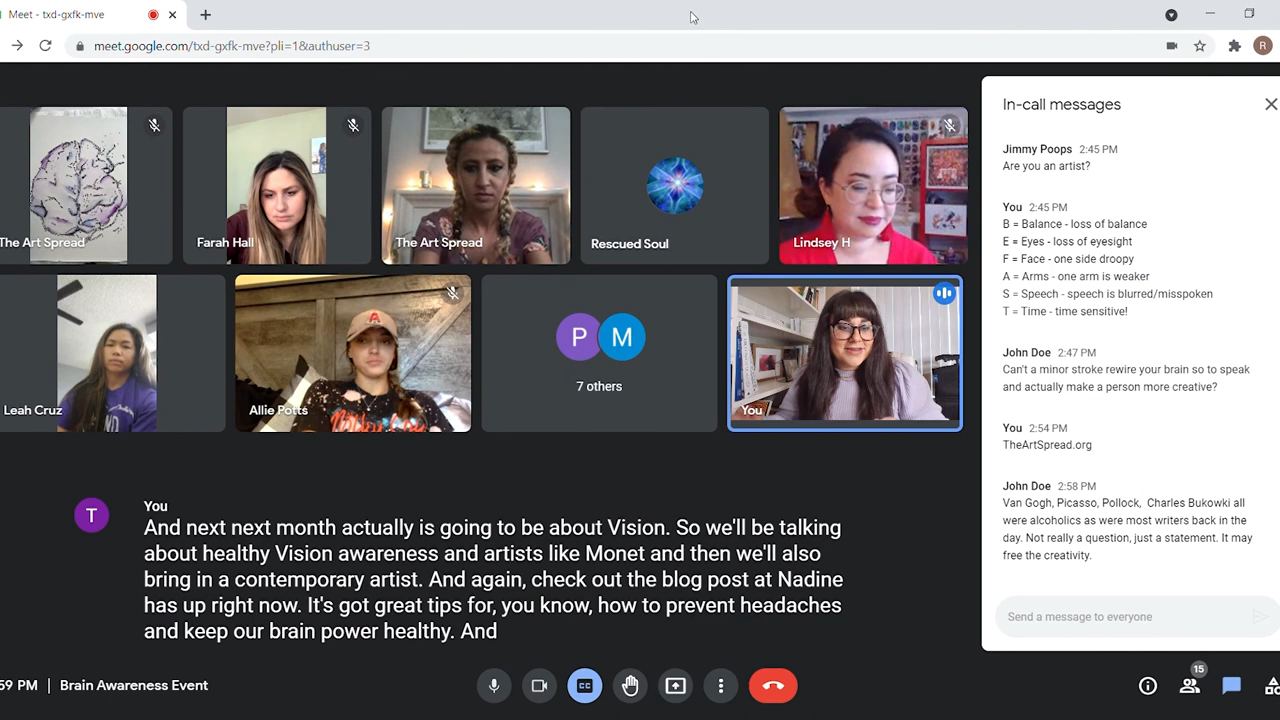 Meet - txd-gxfk-mve
meet.google.com/txd-gxfk-mve?pli=1&authuser=3
R
The Art Spread
Farah Hall
The Art Spread
Rescued Soul
Lindsey H
Leah Cruz
A
Allie Potts
P M
7 others
You
T
You
And next next month actually is going to be about Vision. So we'll be talking
about healthy Vision awareness and artists like Monet and then we'll also
bring in a contemporary artist. And again, check out the blog post at Nadine
has up right now. It's got great tips for, you know, how to prevent headaches
and keep our brain power healthy. And
59 PM | Brain Awareness Event
CC
15
In-call messages
Jimmy Poops 2:45 PM
Are you an artist?
You 2:45 PM
B = Balance - loss of balance
E = Eyes - loss of eyesight
F = Face - one side droopy
A = Arms - one arm is weaker
S = Speech - speech is blurred/misspoken
T = Time - time sensitive!
John Doe 2:47 PM
Can't a minor stroke rewire your brain so to speak
and actually make a person more creative?
You 2:54 PM
TheArtSpread.org
John Doe 2:58 PM
Van Gogh, Picasso, Pollock, Charles Bukowki all
were alcoholics as were most writers back in the
day. Not really a question, just a statement. It may
free the creativity.
Send a message to everyone